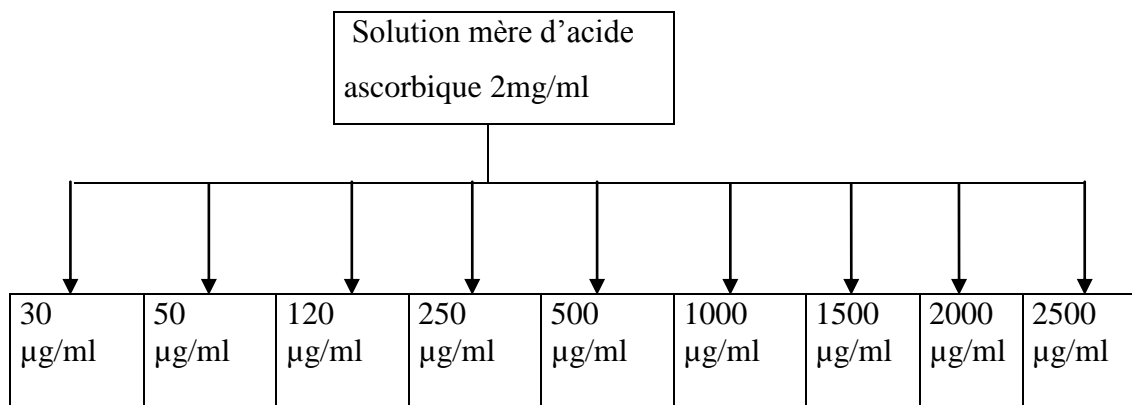 Solution mère d’acide
ascorbique 2mg/ml
30 µg/ml
50 µg/ml
120 µg/ml
250 µg/ml
500 µg/ml
1000 µg/ml
1500 µg/ml
2000 µg/ml
2500 µg/ml